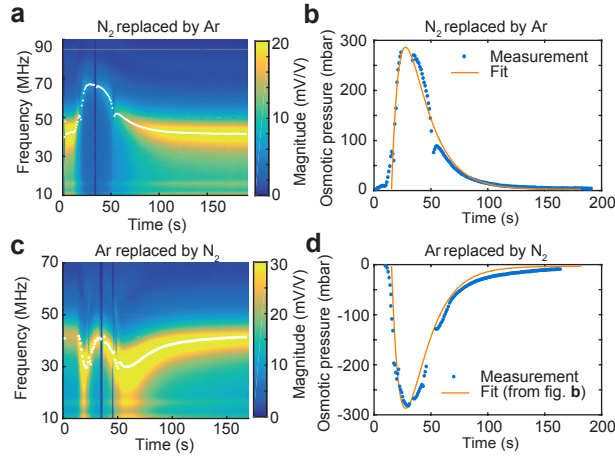 a
N₂ replaced by Ar
90
70
50
30
10
Frequency (MHz)
0
50
100
150
Time (s)
20
15
10
5
0
Magnitude (mV/V)
b
N₂ replaced by Ar
300
200
100
0
Osmotic pressure (mbar)
Measurement
Fit
0
50
100
150
200
Time (s)
c
Ar replaced by N₂
70
50
30
10
Frequency (MHz)
0
50
100
150
Time (s)
30
20
10
0
Magnitude (mV/V)
d
Ar replaced by N₂
0
-100
-200
-300
Osmotic pressure (mbar)
Measurement
Fit (from fig. b)
0
50
100
150
200
Time (s)